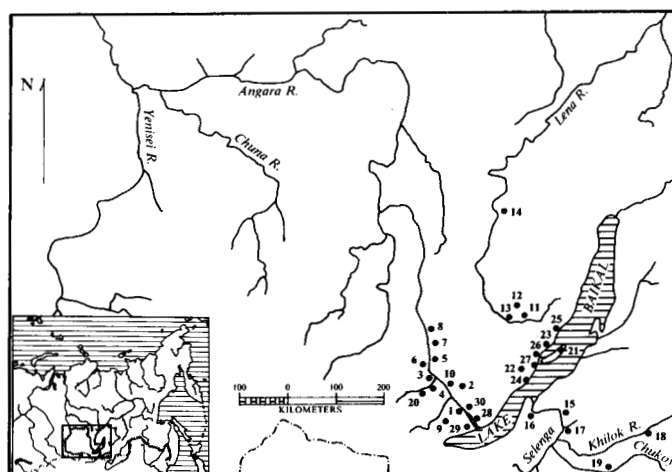 N
Angara R.
Yenisei R.
Chuna R.
Lena R.
14
12
13
11
BAIKAL
25
8
23
7
26
21
6
5
27
22
3
10
2
24
20
4
100 0 100 200
KILOMETERS
30
1
28
15
9
29
LAKE
16
17
Selenga
Khilok R.
18
19
Chukov